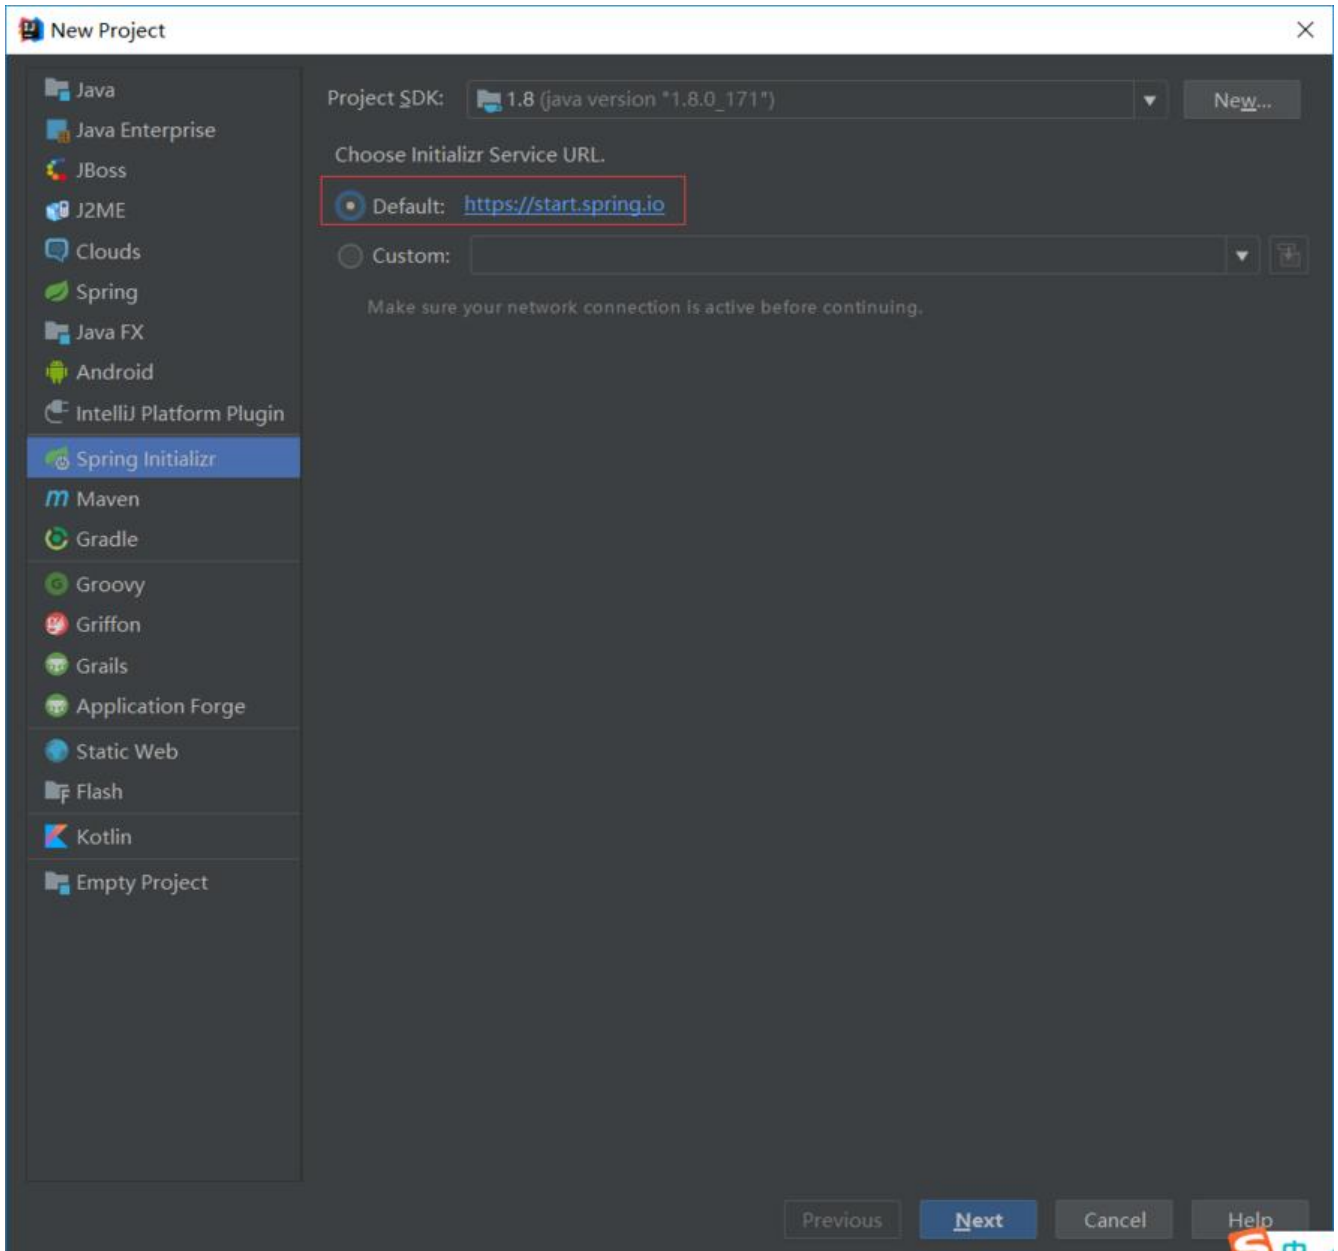 New Project
Java
Java Enterprise
JBoss
J2ME
Clouds
Spring
Java FX
Android
IntelliJ Platform Plugin
Spring Initializr
Maven
Gradle
Groovy
Griffon
Grails
Application Forge
Static Web
Flash
Kotlin
Empty Project
Project SDK: 1.8 (java version "1.8.0_171") New...
Choose Initializr Service URL.
Default: https://start.spring.io
Custom:
Make sure your network connection is active before continuing.
Previous Next Cancel Help
中